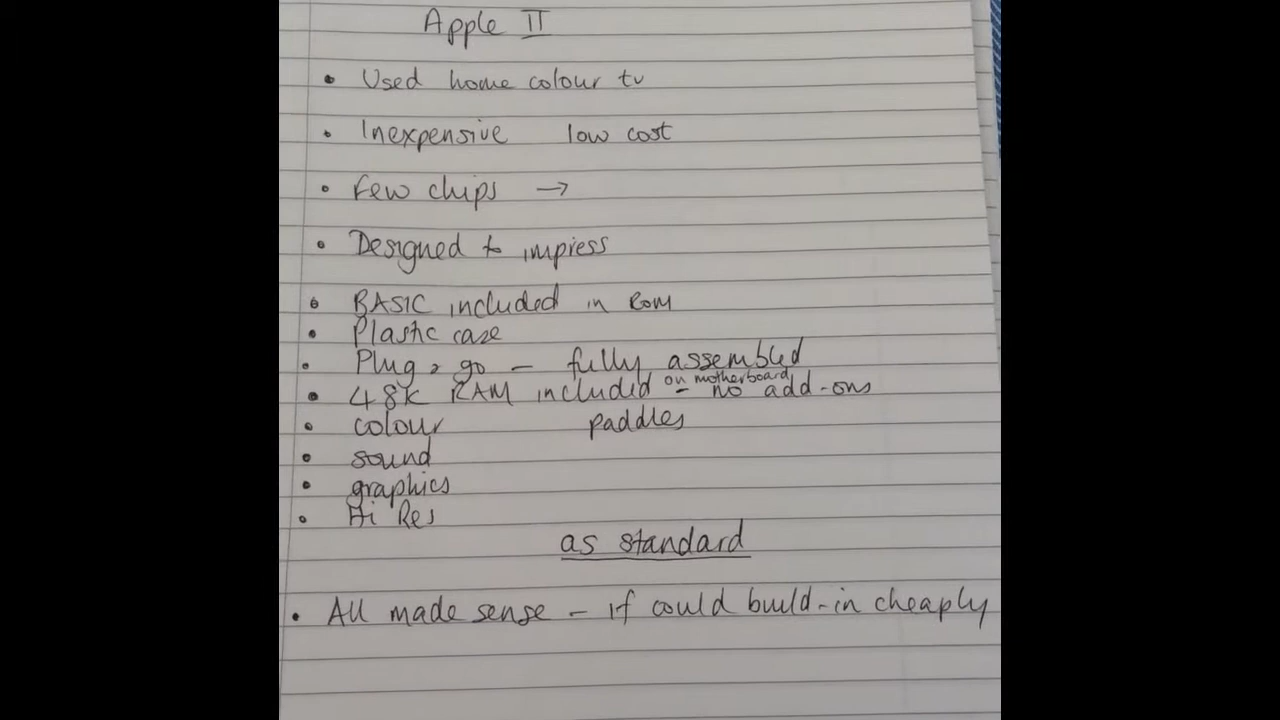 Apple II
• Used home colour tv
• Inexpensive low cost
• Few chips →
• Designed to impress
• BASIC included in ROM
• Plastic case
• Plug & go – fully assembled
• 48k RAM included on motherboard – no add-ons
• colour paddles
• sound
• graphics
• Hi Res
as standard
• All made sense – if could build-in cheaply